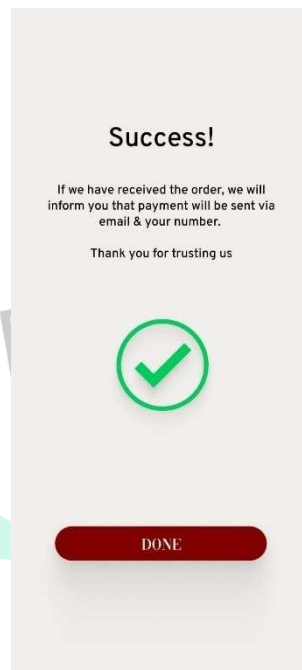 Success!
If we have received the order, we will
inform you that payment will be sent via
email & your number.
Thank you for trusting us
DONE